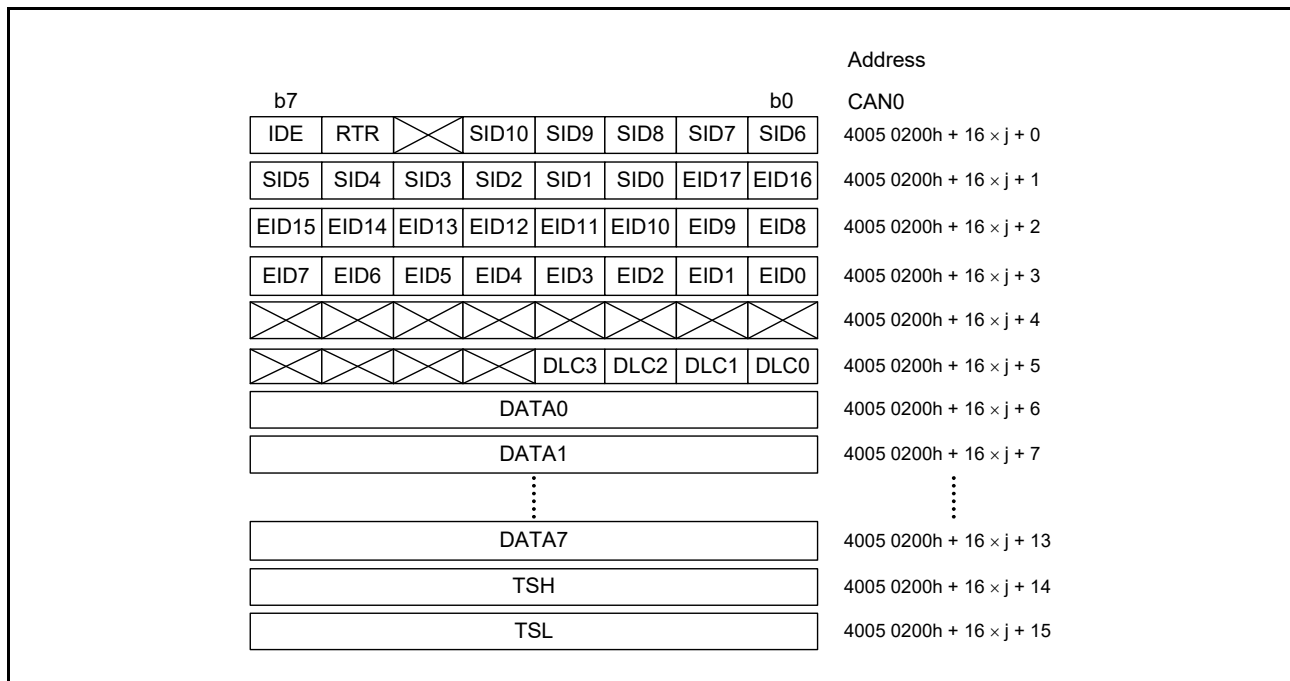 Address
b7 b0 CAN0
IDE RTR SID10 SID9 SID8 SID7 SID6 4005 0200h + 16 × j + 0
SID5 SID4 SID3 SID2 SID1 SID0 EID17 EID16 4005 0200h + 16 × j + 1
EID15 EID14 EID13 EID12 EID11 EID10 EID9 EID8 4005 0200h + 16 × j + 2
EID7 EID6 EID5 EID4 EID3 EID2 EID1 EID0 4005 0200h + 16 × j + 3
4005 0200h + 16 × j + 4
DLC3 DLC2 DLC1 DLC0 4005 0200h + 16 × j + 5
DATA0 4005 0200h + 16 × j + 6
DATA1 4005 0200h + 16 × j + 7
DATA7 4005 0200h + 16 × j + 13
TSH 4005 0200h + 16 × j + 14
TSL 4005 0200h + 16 × j + 15